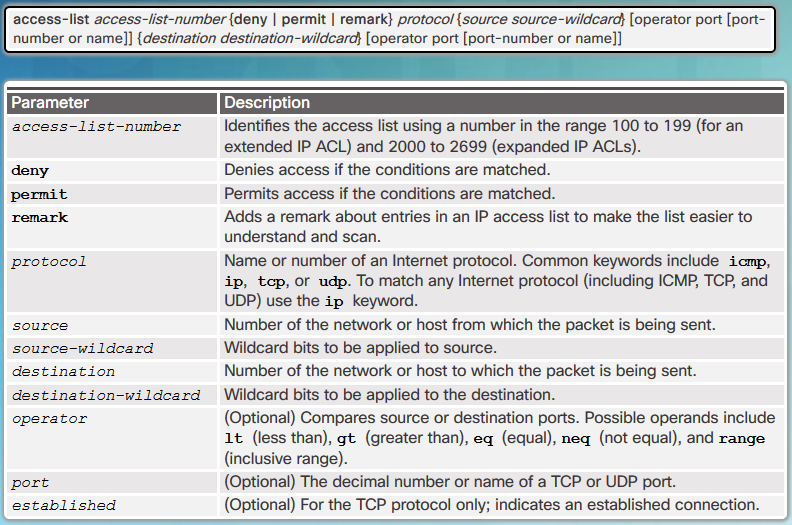 access-list access-list-number {deny | permit | remark} protocol {source source-wildcard} [operator port [port-
number or name]] {destination destination-wildcard} [operator port [port-number or name]]
Parameter Description
access-list-number Identifies the access list using a number in the range 100 to 199 (for an
extended IP ACL) and 2000 to 2699 (expanded IP ACLs).
deny Denies access if the conditions are matched.
permit Permits access if the conditions are matched.
remark Adds a remark about entries in an IP access list to make the list easier to
understand and scan.
protocol Name or number of an Internet protocol. Common keywords include icmp,
ip, tcp, or udp. To match any Internet protocol (including ICMP, TCP, and
UDP) use the ip keyword.
source Number of the network or host from which the packet is being sent.
source-wildcard Wildcard bits to be applied to source.
destination Number of the network or host to which the packet is being sent.
destination-wildcard Wildcard bits to be applied to the destination.
operator (Optional) Compares source or destination ports. Possible operands include
lt (less than), gt (greater than), eq (equal), neq (not equal), and range
(inclusive range).
port (Optional) The decimal number or name of a TCP or UDP port.
established (Optional) For the TCP protocol only; indicates an established connection.